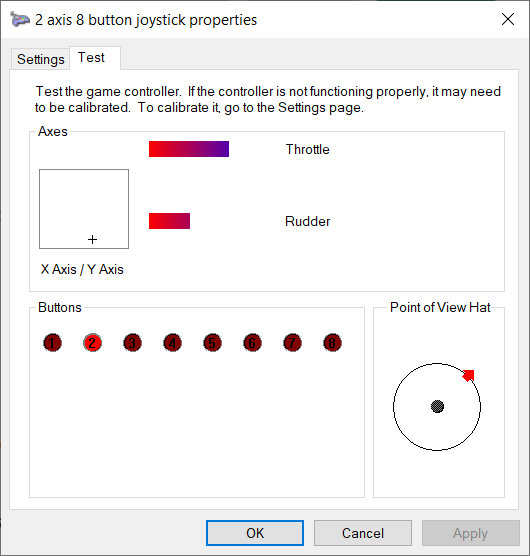 2 axis 8 button joystick properties
Settings Test
Test the game controller. If the controller is not functioning properly, it may need
to be calibrated. To calibrate it, go to the Settings page.
Axes
Throttle
Rudder
X Axis / Y Axis
Buttons
1 2 3 4 5 6 7 8
Point of View Hat
OK Cancel Apply